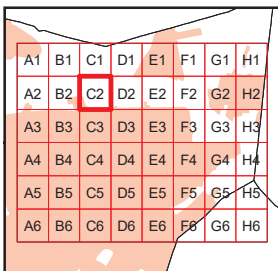 A1 B1 C1 D1 E1 F1 G1 H1
A2 B2 C2 D2 E2 F2 G2 H2
A3 B3 C3 D3 E3 F3 G3 H3
A4 B4 C4 D4 E4 F4 G4 H4
A5 B5 C5 D5 E5 F5 G5 H5
A6 B6 C6 D6 E6 F6 G6 H6